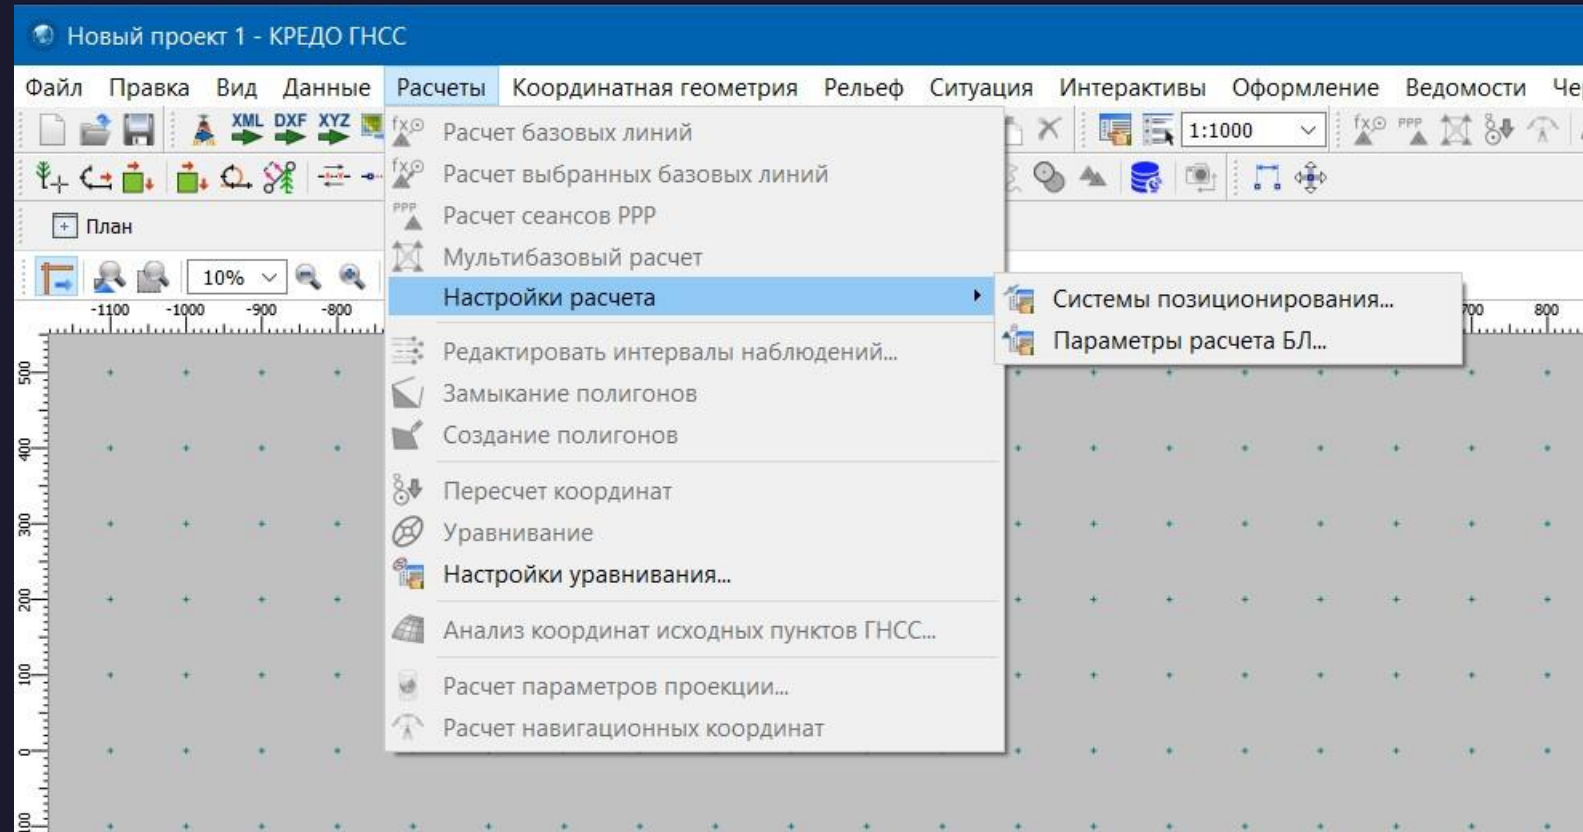 Новый проект 1 - КРЕДО ГНСС
Файл Правка Вид Данные Расчеты Координатная геометрия Рельеф Ситуация Интерактивы Оформление Ведомости
XML DXF XYZ 1:1000 PPP
План
10%
-1100 -1000 -900 -800 700 800
500
400
300
200
100
0
100
Расчет базовых линий
Расчет выбранных базовых линий
PPP Расчет сеансов PPP
Мультибазовый расчет
Настройки расчета
Редактировать интервалы наблюдений...
Замыкание полигонов
Создание полигонов
Пересчет координат
Уравнивание
Настройки уравнивания...
Анализ координат исходных пунктов ГНСС...
Расчет параметров проекции...
Расчет навигационных координат
Системы позиционирования...
Параметры расчета БЛ...